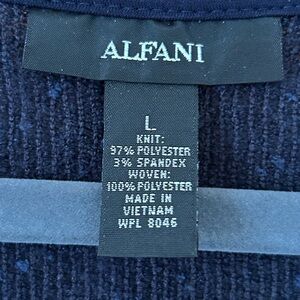 ALFANI
L
KNIT:
97% POLYESTER
3% SPANDEX
WOVEN:
100% POLYESTER
MADE IN
VIETNAM
WPL 8046